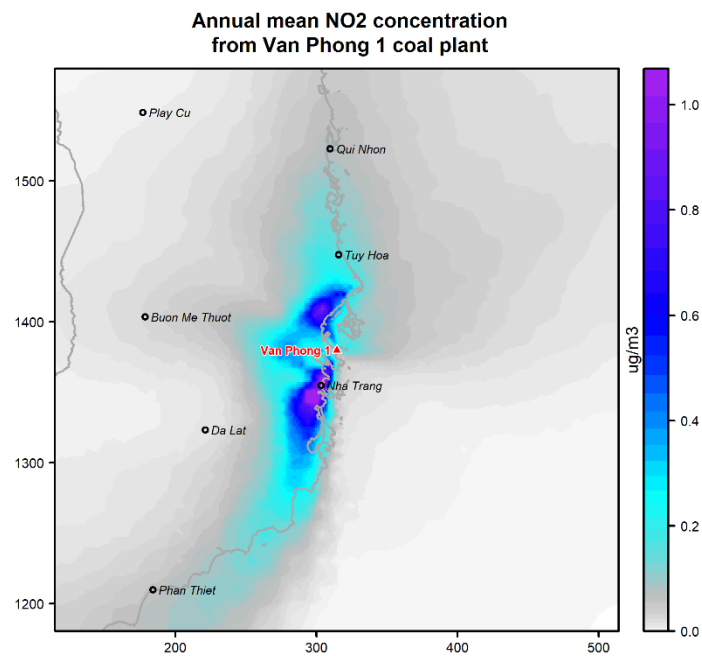 Annual mean NO2 concentration
from Van Phong 1 coal plant
Play Cu
Qui Nhon
Tuy Hoa
Buon Me Thuot
Van Phong 1
Nha Trang
Da Lat
Phan Thiet
1500
1400
1300
1200
200
300
400
500
1.0
0.8
0.6
0.4
0.2
0.0
ug/m3